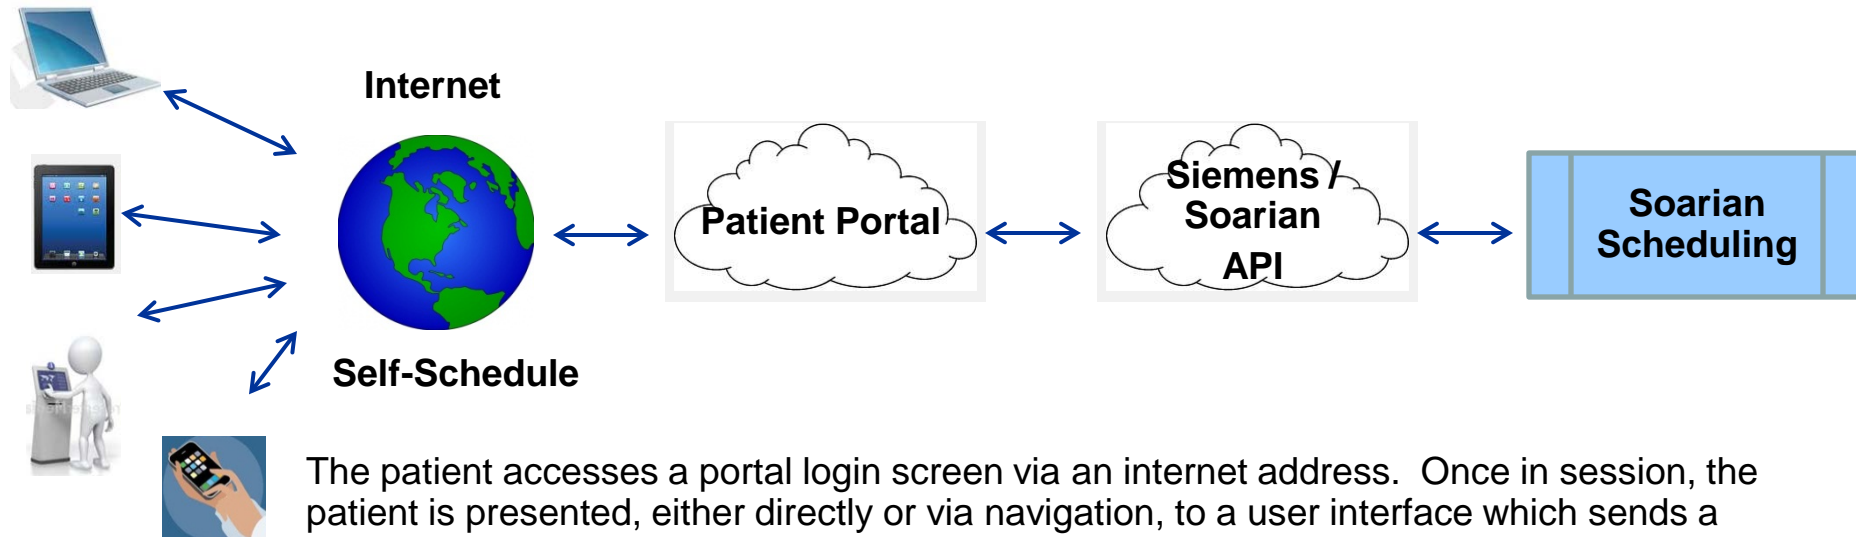 Internet
Patient Portal
Siemens /
Soarian
API
Soarian
Scheduling
Self-Schedule
The patient accesses a portal login screen via an internet address.  Once in session, the
patient is presented, either directly or via navigation, to a user interface which sends a